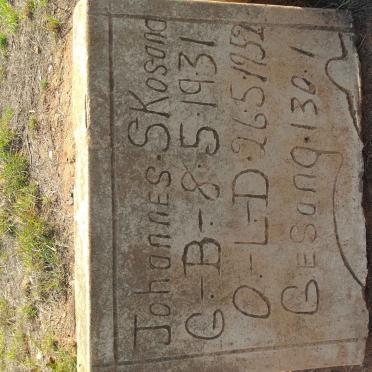 Johannes·SKosana
G-B-8·5·1931
O-L-D·26·5·1952
Gesang·130·1